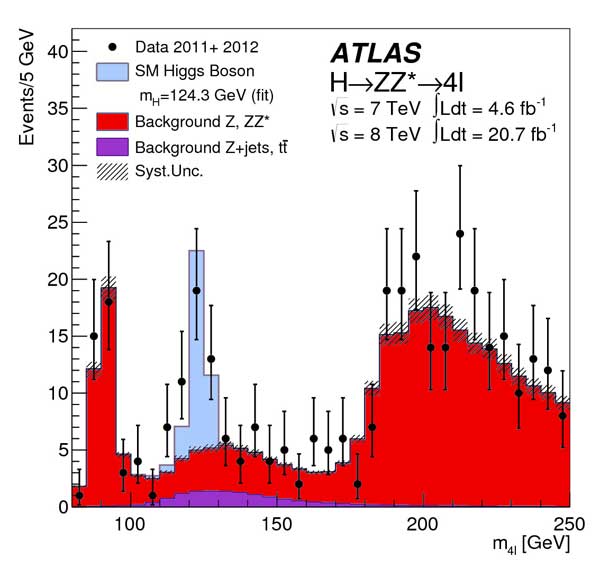 Events/5 GeV
40
35
30
25
20
15
10
5
0
Data 2011+ 2012
SM Higgs Boson
mH=124.3 GeV (fit)
Background Z, ZZ*
Background Z+jets, tt̄
Syst.Unc.
ATLAS
H→ZZ*→4l
√s = 7 TeV ∫Ldt = 4.6 fb⁻¹
√s = 8 TeV ∫Ldt = 20.7 fb⁻¹
100 150 200 250
m4l [GeV]